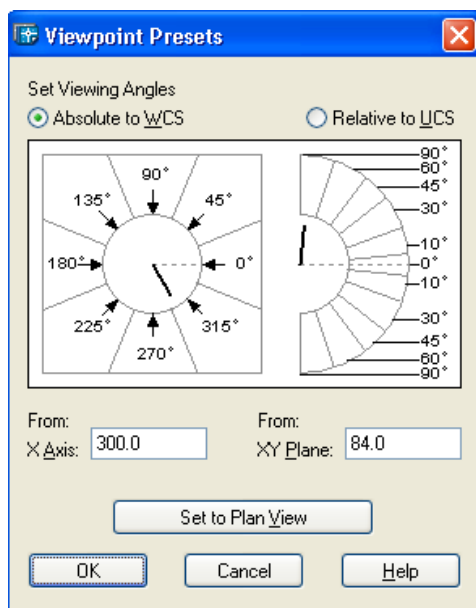 Viewpoint Presets
Set Viewing Angles
Absolute to WCS
Relative to UCS
90°
135°
45°
180°
0°
225°
315°
270°
90°
60°
45°
30°
10°
0°
10°
30°
45°
60°
90°
From:
X Axis: 300.0
From:
XY Plane: 84.0
Set to Plan View
OK
Cancel
Help